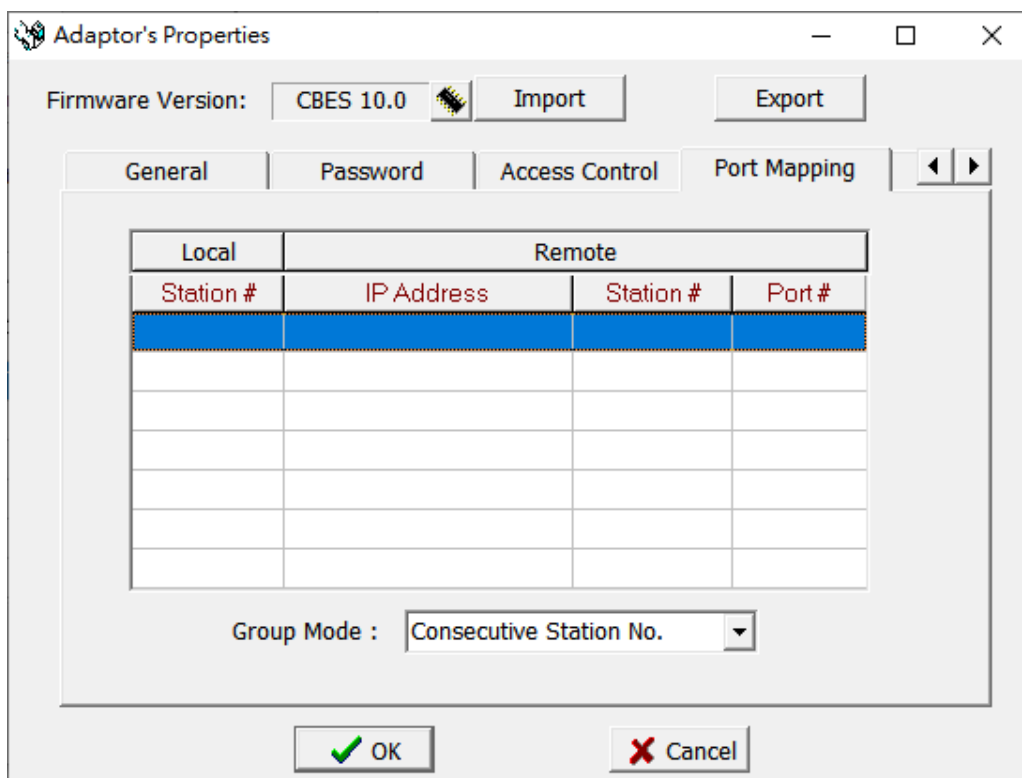 Adaptor's Properties
Firmware Version: CBES 10.0 Import Export
General Password Access Control Port Mapping
Local Remote
Station # IP Address Station # Port #
Group Mode : Consecutive Station No.
OK Cancel